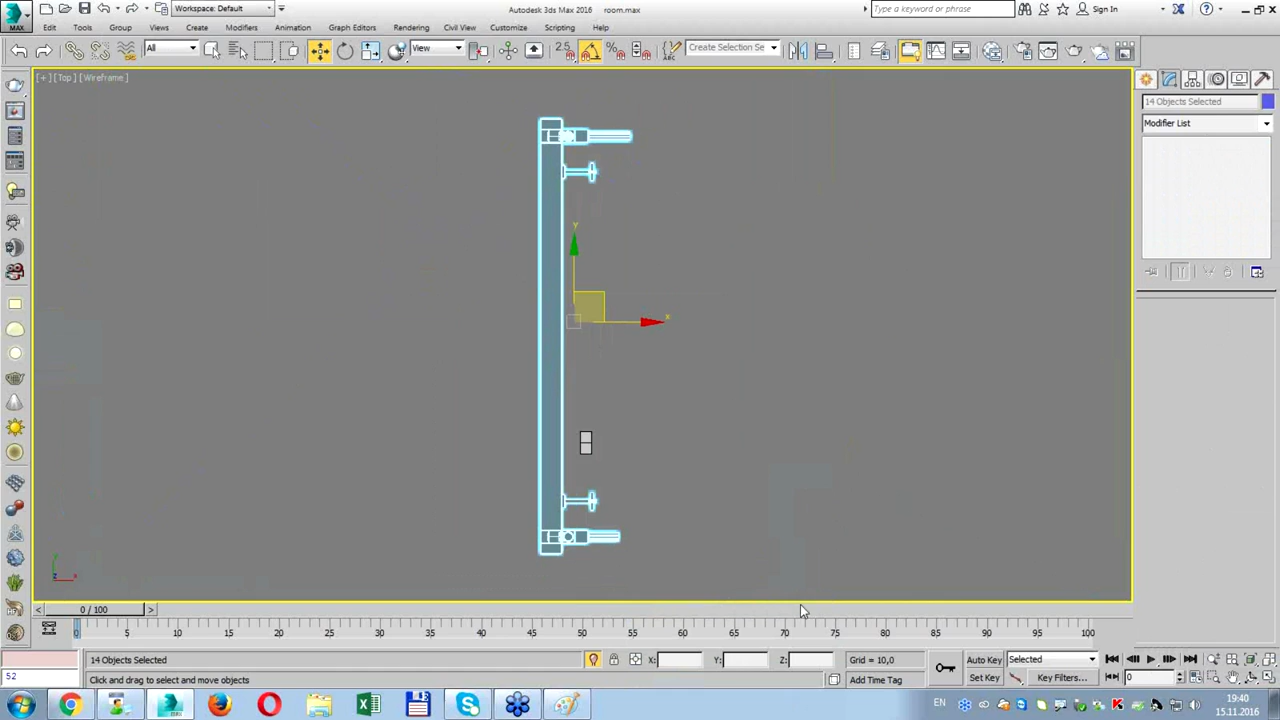 MAX
Workspace: Default
Autodesk 3ds Max 2016 room.max
Type a keyword or phrase
Sign In
Edit Tools Group Views Create Modifiers Animation Graph Editors Rendering Civil View Customize Scripting Help
All
View
2.5
Create Selection Se
[+] [Top] [Wireframe]
14 Objects Selected
Modifier List
Y
x
0 / 100
0 5 10 15 20 25 30 35 40 45 50 55 60 65 70 75 80 85 90 95 100
14 Objects Selected
X: Y: Z:
Grid = 10,0
Auto Key
Selected
52
Click and drag to select and move objects
Add Time Tag
Set Key
Key Filters...
0
EN
19:40
15.11.2016